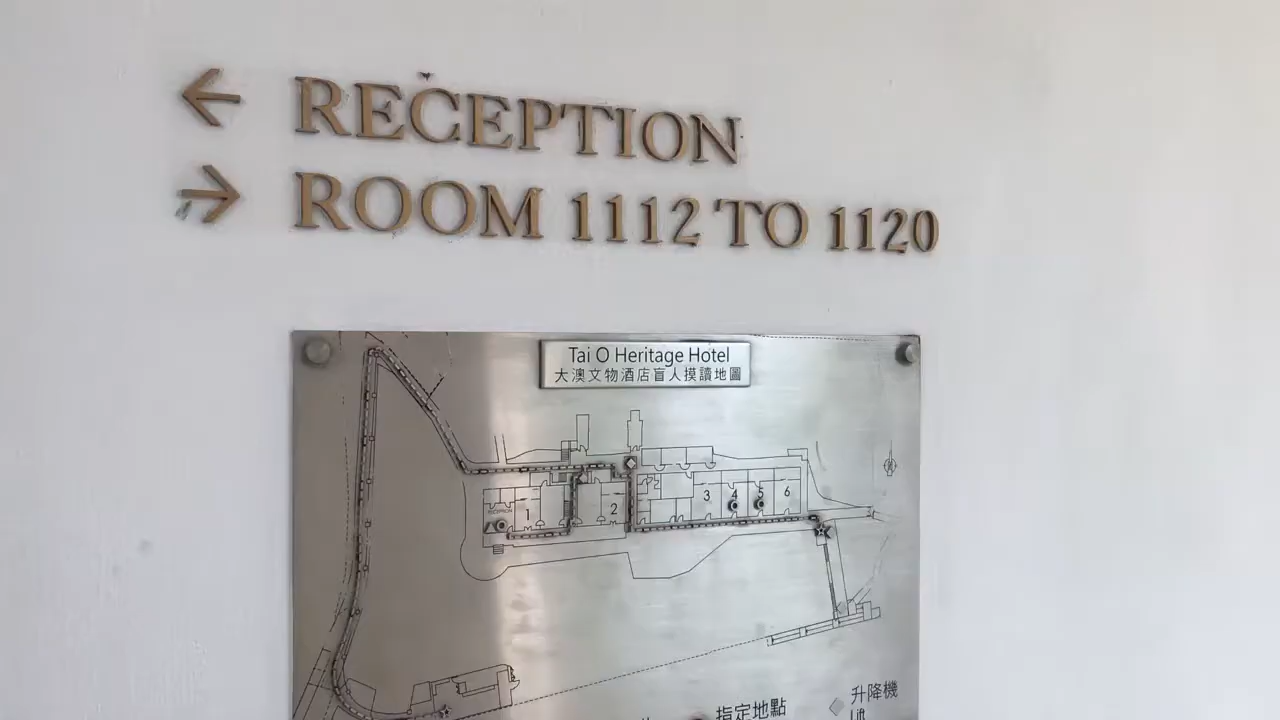 ← RECEPTION
→ ROOM 1112 TO 1120
Tai O Heritage Hotel
大澳文物酒店盲人摸讀地圖
1
2
3
4
5
6
升降機
Lift
指定地點